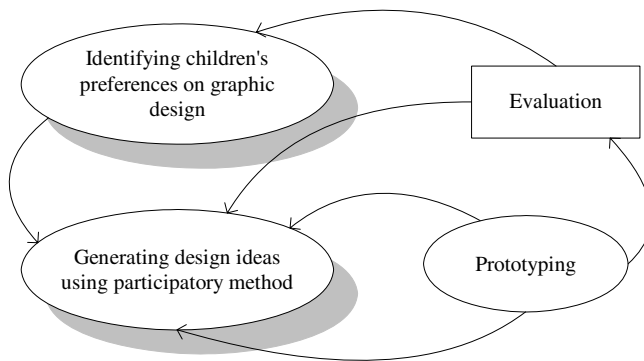 Identifying children's
preferences on graphic
design
Evaluation
Generating design ideas
using participatory method
Prototyping